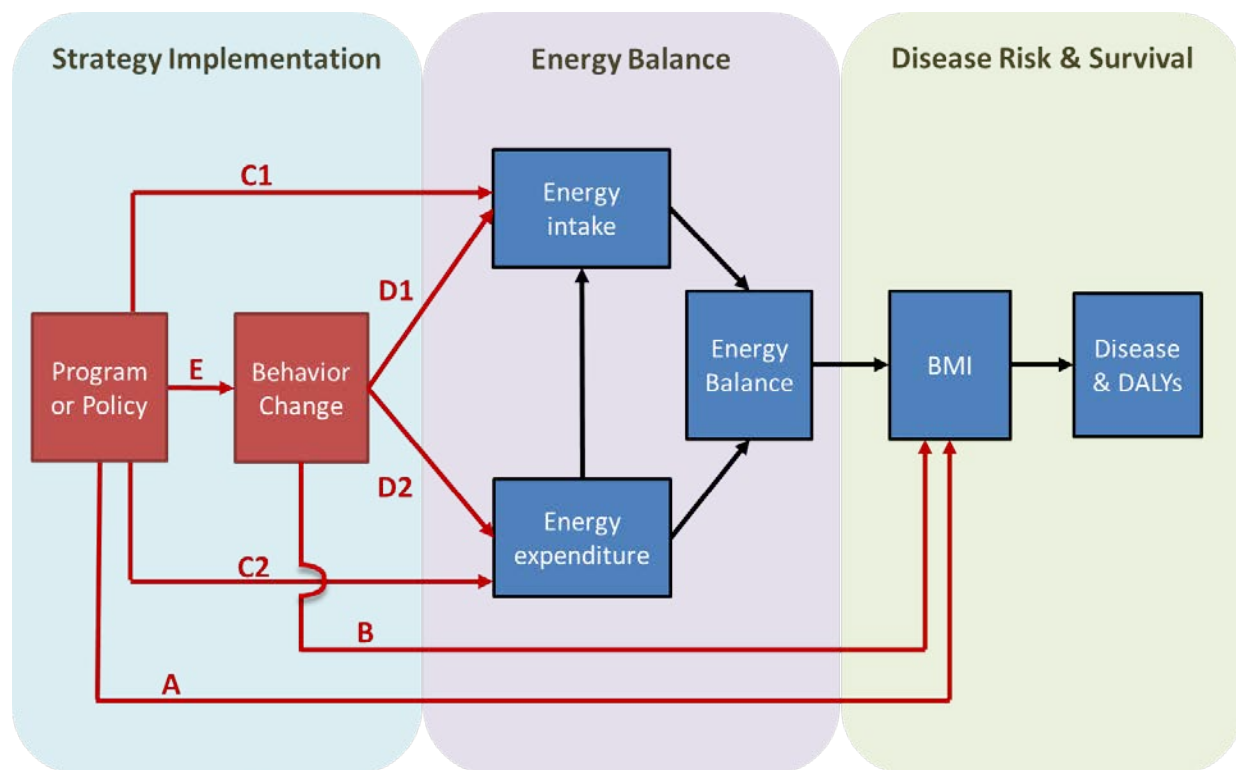 Strategy Implementation
Energy Balance
Disease Risk & Survival
C1
Energy
intake
D1
E
Program
or Policy
Behavior
Change
Energy
Balance
BMI
Disease
& DALYs
D2
Energy
expenditure
C2
B
A